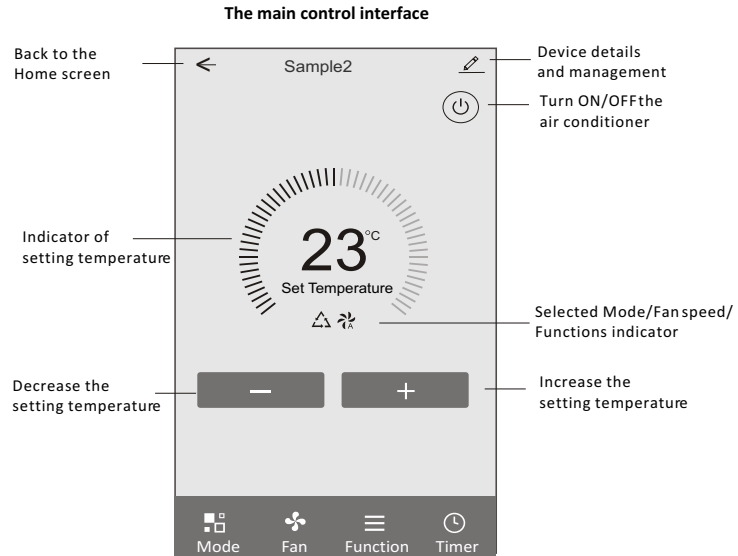 The main control interface
Back to the
Home screen
Sample2
Device details
and management
Turn ON/OFF the
air conditioner
Indicator of
setting temperature
23°C
Set Temperature
A
Selected Mode/Fan speed/
Functions indicator
Decrease the
setting temperature
−
+
Increase the
setting temperature
Mode
Fan
Function
Timer